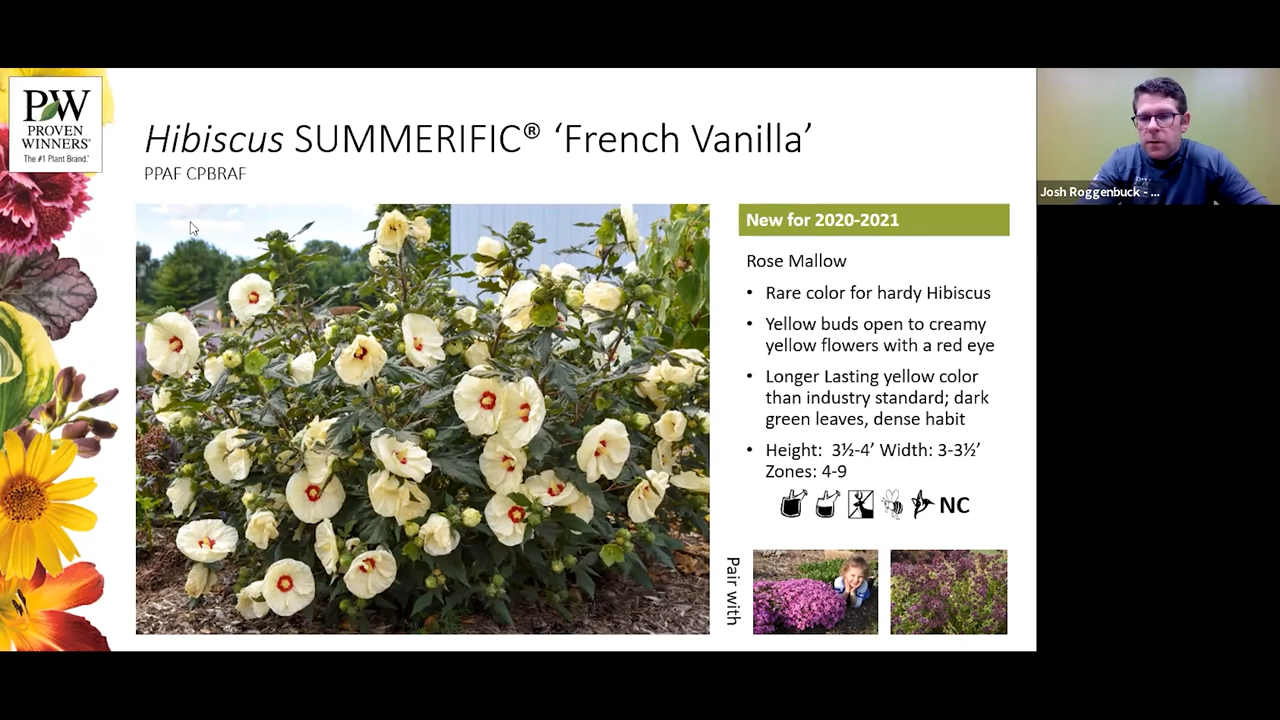 PW
PROVEN
WINNERS®
The #1 Plant Brand.
Hibiscus SUMMERIFIC® ‘French Vanilla’
PPAF CPBRAF
New for 2020-2021
Rose Mallow
• Rare color for hardy Hibiscus
• Yellow buds open to creamy
yellow flowers with a red eye
• Longer Lasting yellow color
than industry standard; dark
green leaves, dense habit
• Height: 3½-4’ Width: 3-3½’
Zones: 4-9
NC
Pair with
Josh Roggenbuck - ...